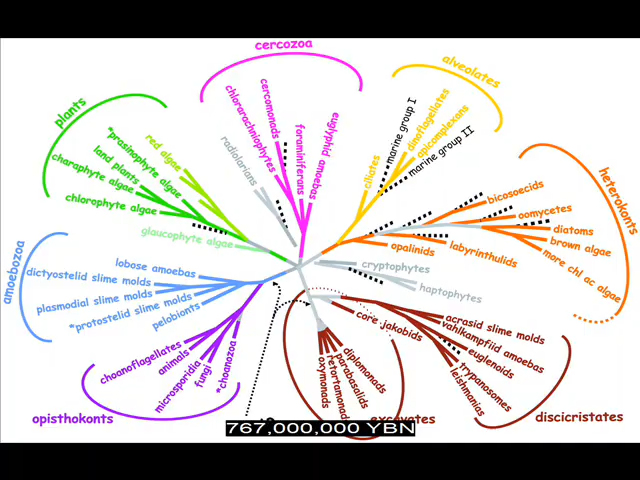 cercozoa
alveolates
plants
heterokonts
amoebozoa
opisthokonts
excavates
discicristates
*prasinophyte algae
red algae
land plants
charaphyte algae
chlorophyte algae
glaucophyte algae
radiolarians
chlorarachniophytes
cercomonads
foraminiferans
euglyphid amoebas
ciliates
marine group I
dinoflagellates
apicomplexans
marine group II
bicosoecids
oomycetes
diatoms
brown algae
more chl ac algae
labyrinthulids
opalinids
cryptophytes
haptophytes
lobose amoebas
dictyostelid slime molds
plasmodial slime molds
*protostelid slime molds
pelobionts
choanoflagellates
animals
microsporidia
fungi
*choanozoa
core jakobids
diplomonads
parabasalids
retortamonads
oxymonads
acrasid slime molds
vahlkampfiid amoebas
euglenoids
trypanosomes
leishmanias
767,000,000 YBN